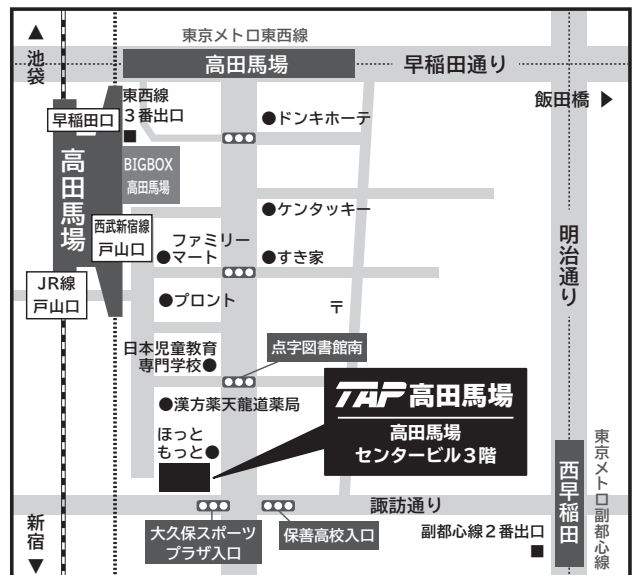 ▲
池袋
東京メトロ東西線
高田馬場
早稲田通り
飯田橋 ▶
東西線
3番出口
■
早稲田口
高田馬場
BIGBOX
高田馬場
西武新宿線
戸山口
JR線
戸山口
●ドンキホーテ
●ケンタッキー
ファミリー
●マート
●すき家
●プロント
〒
明治通り
日本児童教育
専門学校●
点字図書館南
●漢方薬天龍道薬局
ほっと
もっと●
TAP 高田馬場
高田馬場
センタービル3階
諏訪通り
大久保スポーツ
プラザ入口
保善高校入口
副都心線2番出口
■
西早稲田
東京メトロ副都心線
新宿
▼